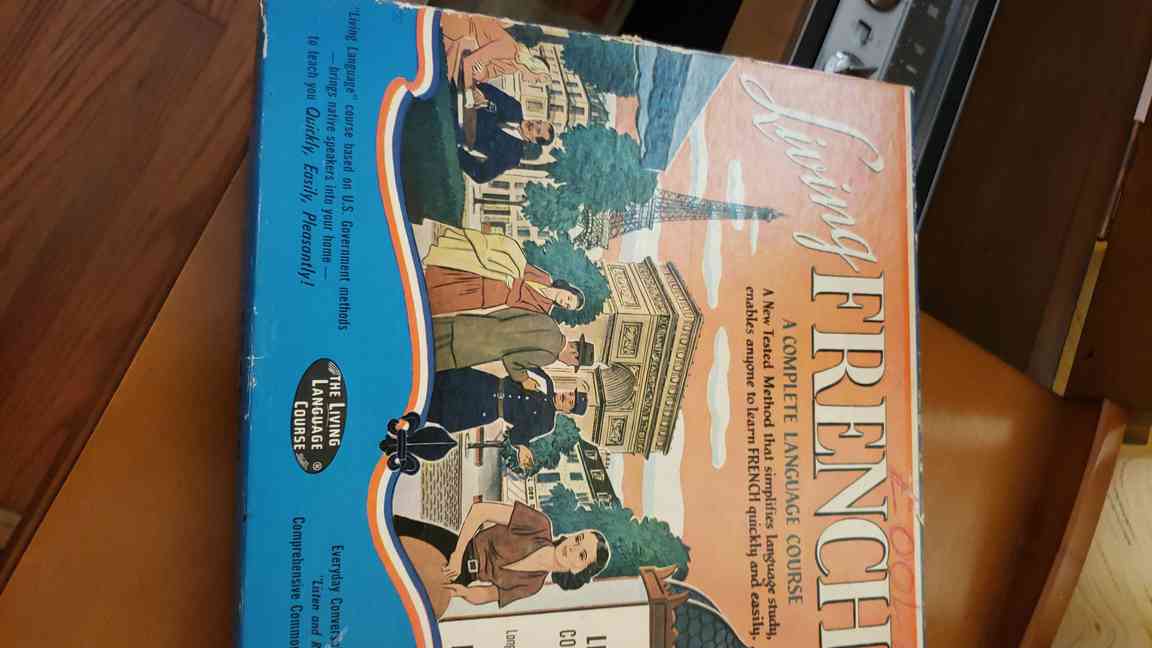 Living FRENCH
A COMPLETE LANGUAGE COURSE
A New Tested Method that simplifies language study,
enables anyone to learn FRENCH quickly and easily.
"Living Language" course based on U.S. Government methods
—brings native speakers into your home—
to teach you Quickly, Easily, Pleasantly!
THE LIVING
LANGUAGE ®
COURSE
Everyday
"Listen and
Comprehensive